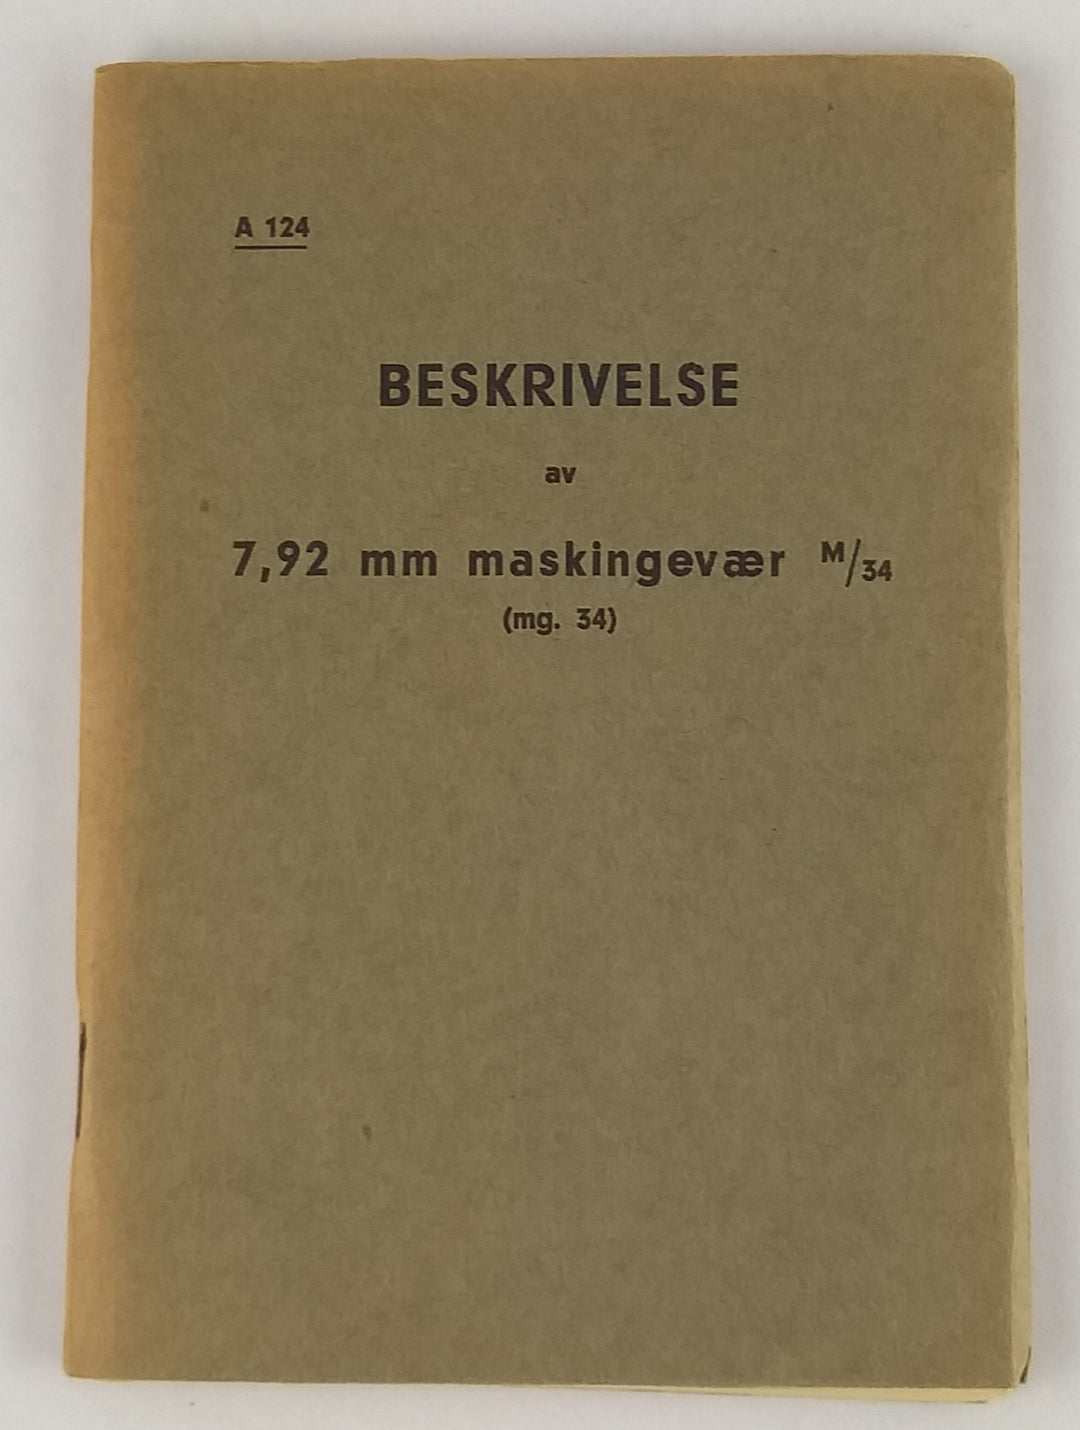 A 124
BESKRIVELSE
av
7,92 mm maskingevær M/34
(mg. 34)